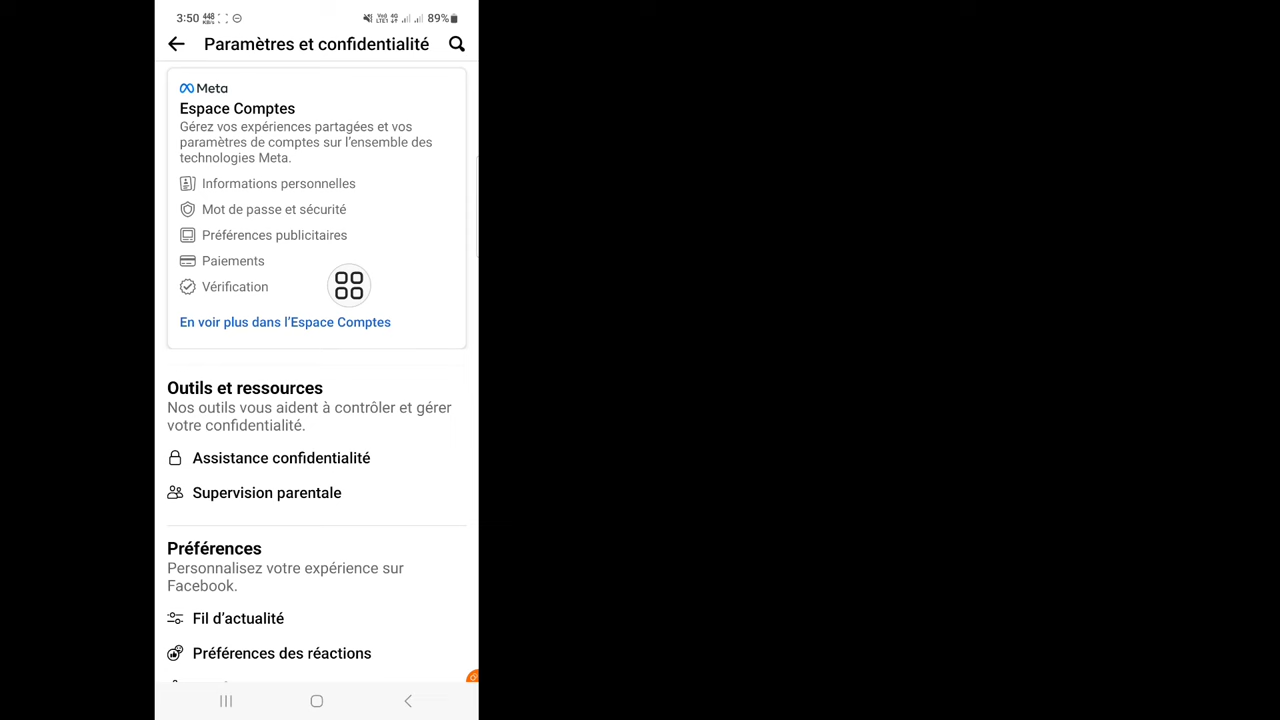 3:50 448 KB/s 89%
Paramètres et confidentialité
Meta
Espace Comptes
Gérez vos expériences partagées et vos
paramètres de comptes sur l’ensemble des
technologies Meta.
Informations personnelles
Mot de passe et sécurité
Préférences publicitaires
Paiements
Vérification
En voir plus dans l’Espace Comptes
Outils et ressources
Nos outils vous aident à contrôler et gérer
votre confidentialité.
Assistance confidentialité
Supervision parentale
Préférences
Personnalisez votre expérience sur
Facebook.
Fil d’actualité
Préférences des réactions